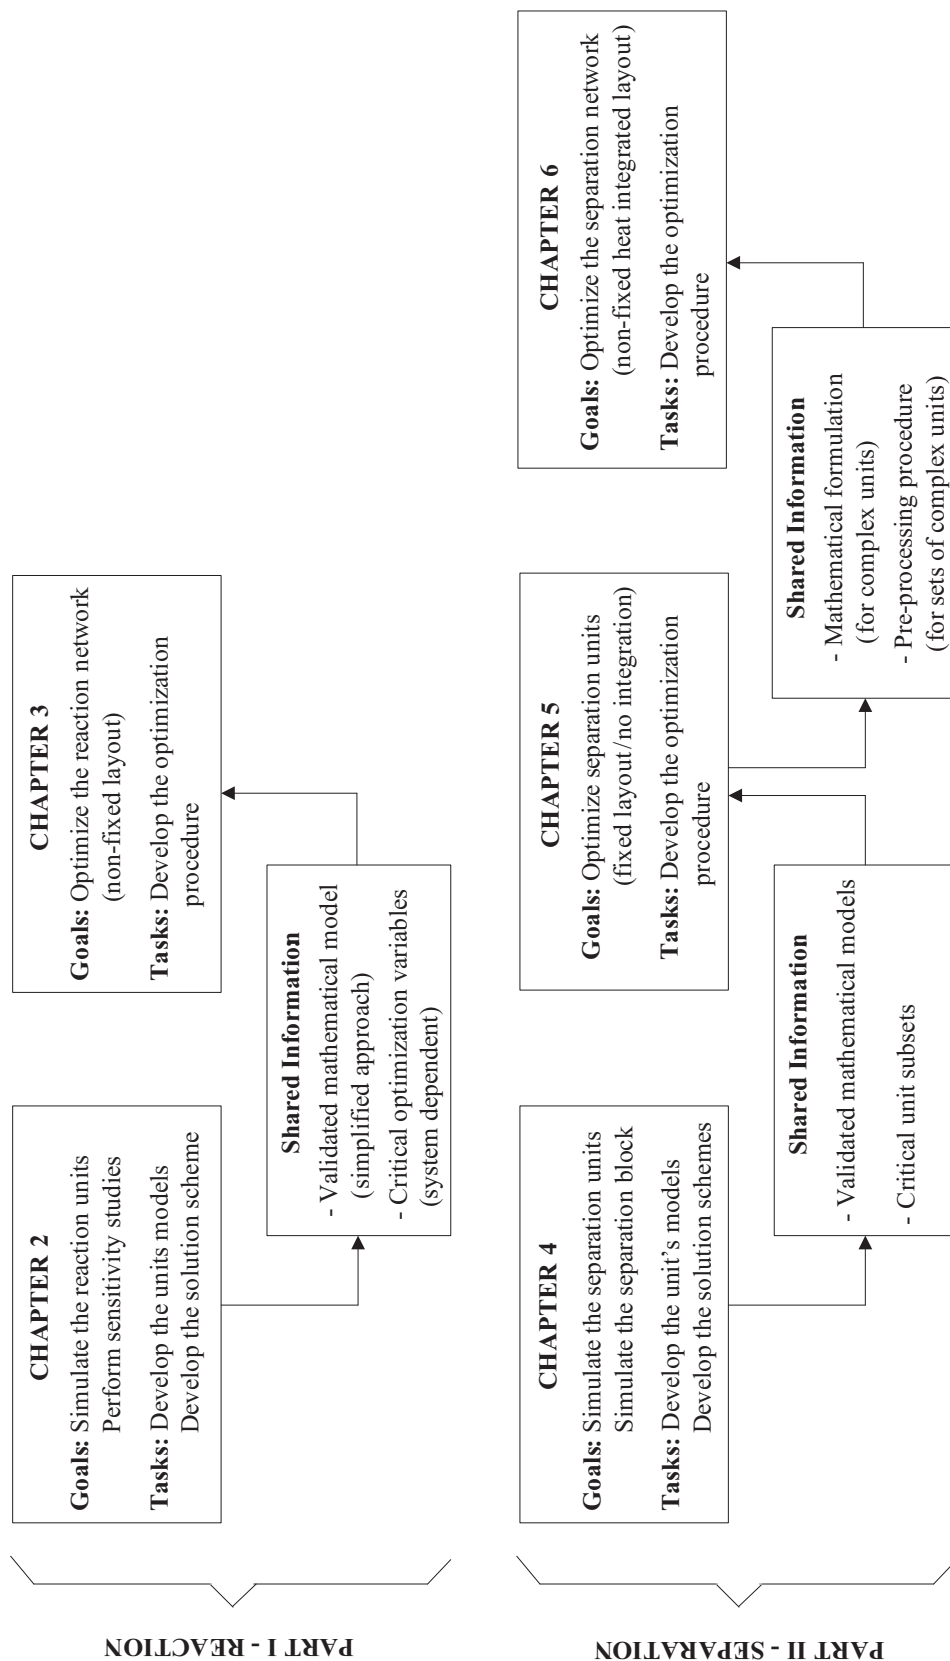 PART I - REACTION
CHAPTER 2
Goals: Simulate the reaction units
Perform sensitivity studies
Tasks: Develop the units models
Develop the solution scheme
Shared Information
- Validated mathematical model
(simplified approach)
- Critical optimization variables
(system dependent)
CHAPTER 3
Goals: Optimize the reaction network
(non-fixed layout)
Tasks: Develop the optimization
procedure
PART II - SEPARATION
CHAPTER 4
Goals: Simulate the separation units
Simulate the separation block
Tasks: Develop the unit's models
Develop the solution schemes
Shared Information
- Validated mathematical models
- Critical unit subsets
CHAPTER 5
Goals: Optimize separation units
(fixed layout/no integration)
Tasks: Develop the optimization
procedure
Shared Information
- Mathematical formulation
(for complex units)
- Pre-processing procedure
(for sets of complex units)
CHAPTER 6
Goals: Optimize the separation network
(non-fixed heat integrated layout)
Tasks: Develop the optimization
procedure